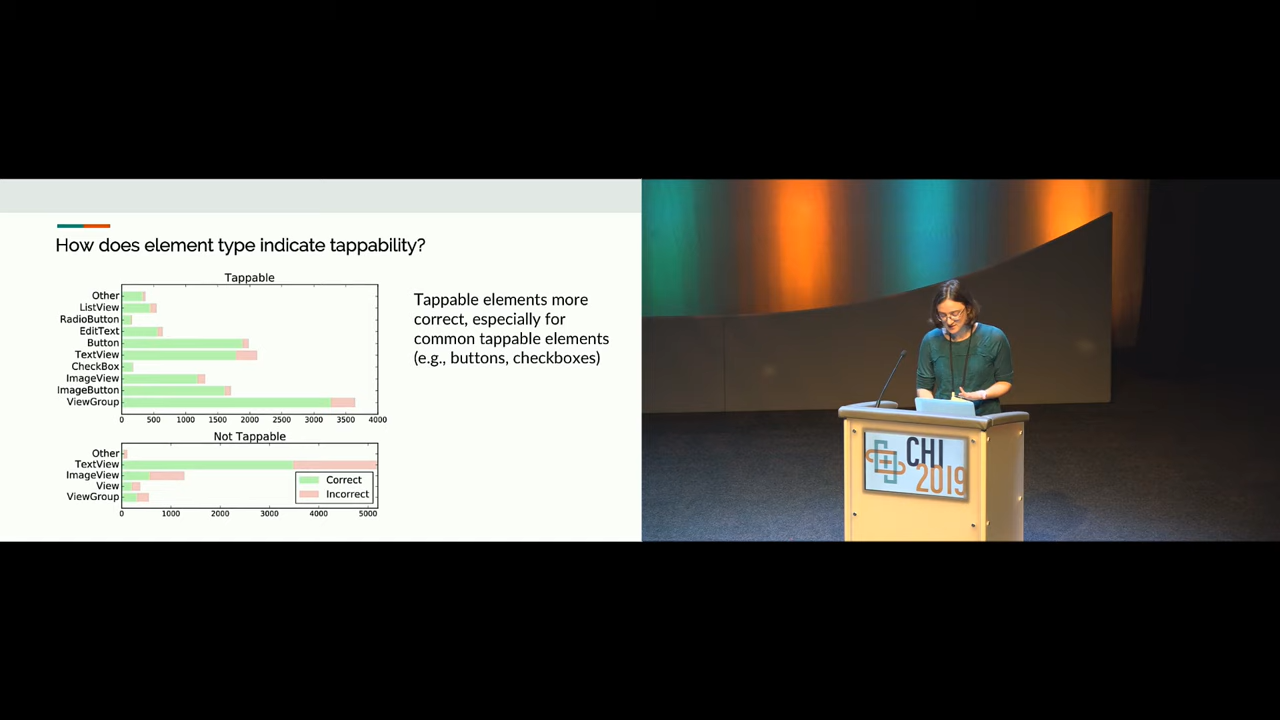 How does element type indicate tappability?
Tappable
Other
ListView
RadioButton
EditText
Button
TextView
CheckBox
ImageView
ImageButton
ViewGroup
0 500 1000 1500 2000 2500 3000 3500 4000
Not Tappable
Other
TextView
ImageView
View
ViewGroup
Correct
Incorrect
0 1000 2000 3000 4000 5000
Tappable elements more
correct, especially for
common tappable elements
(e.g., buttons, checkboxes)
CHI
2019